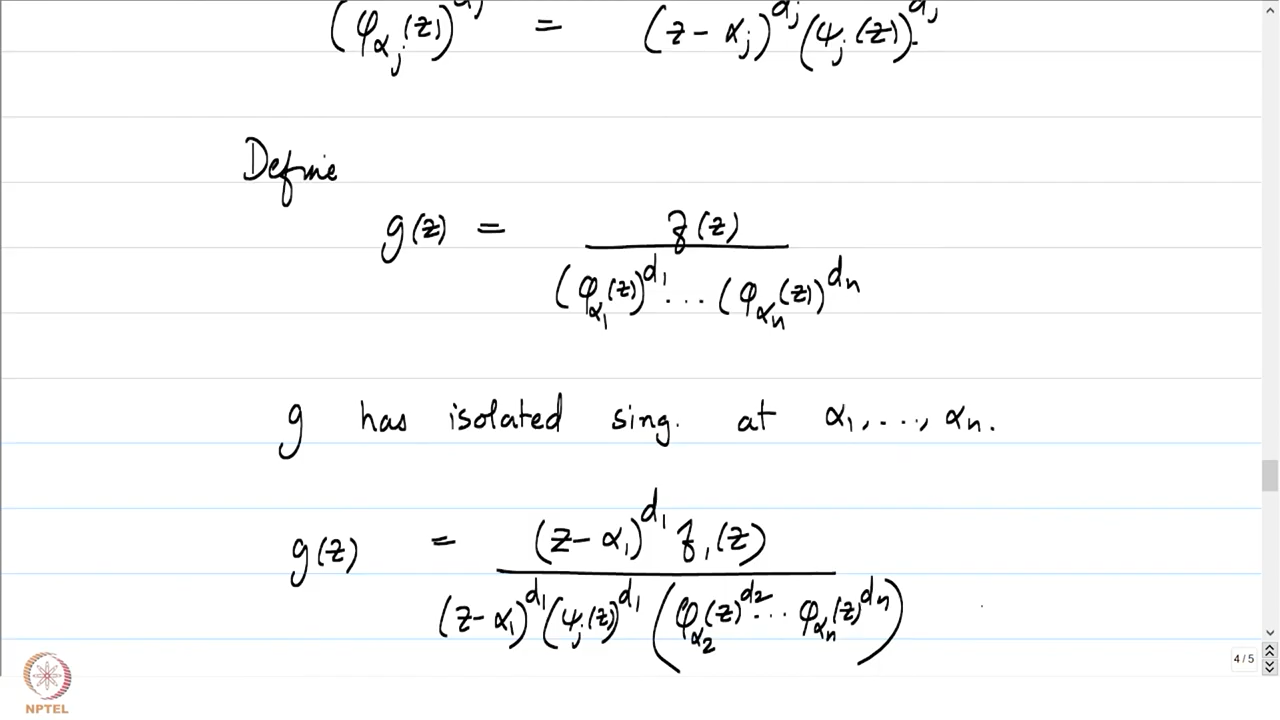 (φ_{α_j}(z))^{d_j} = (z - α_j)^{d_j} (ψ_j(z))^{d_j}.
Define
g(z) = f(z) / (φ_{α_1}(z))^{d_1} ... (φ_{α_n}(z))^{d_n}
g has isolated sing. at α_1, ..., α_n.
g(z) = (z - α_1)^{d_1} f_1(z) / (z - α_1)^{d_1} (ψ_j(z))^{d_1} (φ_{α_2}(z)^{d_2} ... φ_{α_n}(z)^{d_n})
4 / 5
NPTEL